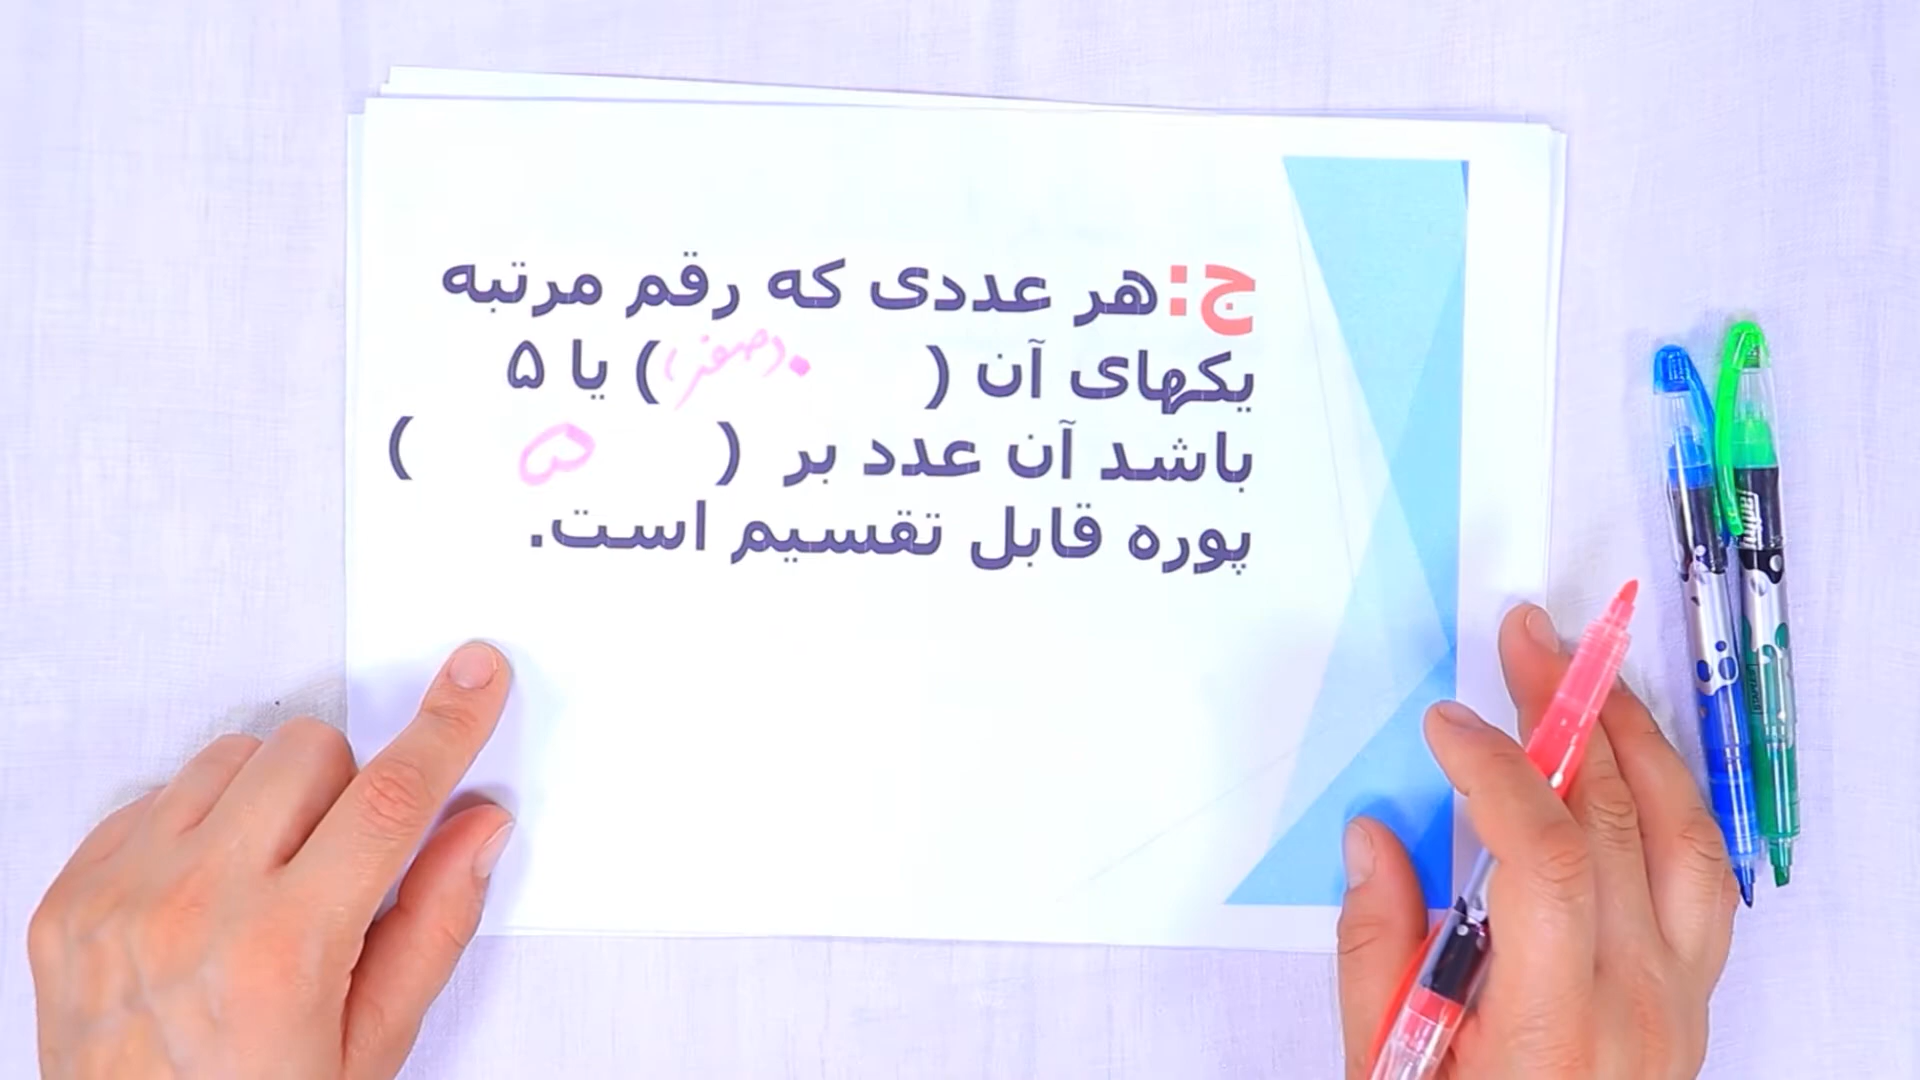 ج: هر عددی که رقم مرتبه
یکهای آن ( ۰ (صفر) ) یا ۵
باشد آن عدد بر ( ۵ )
پوره قابل تقسیم است.